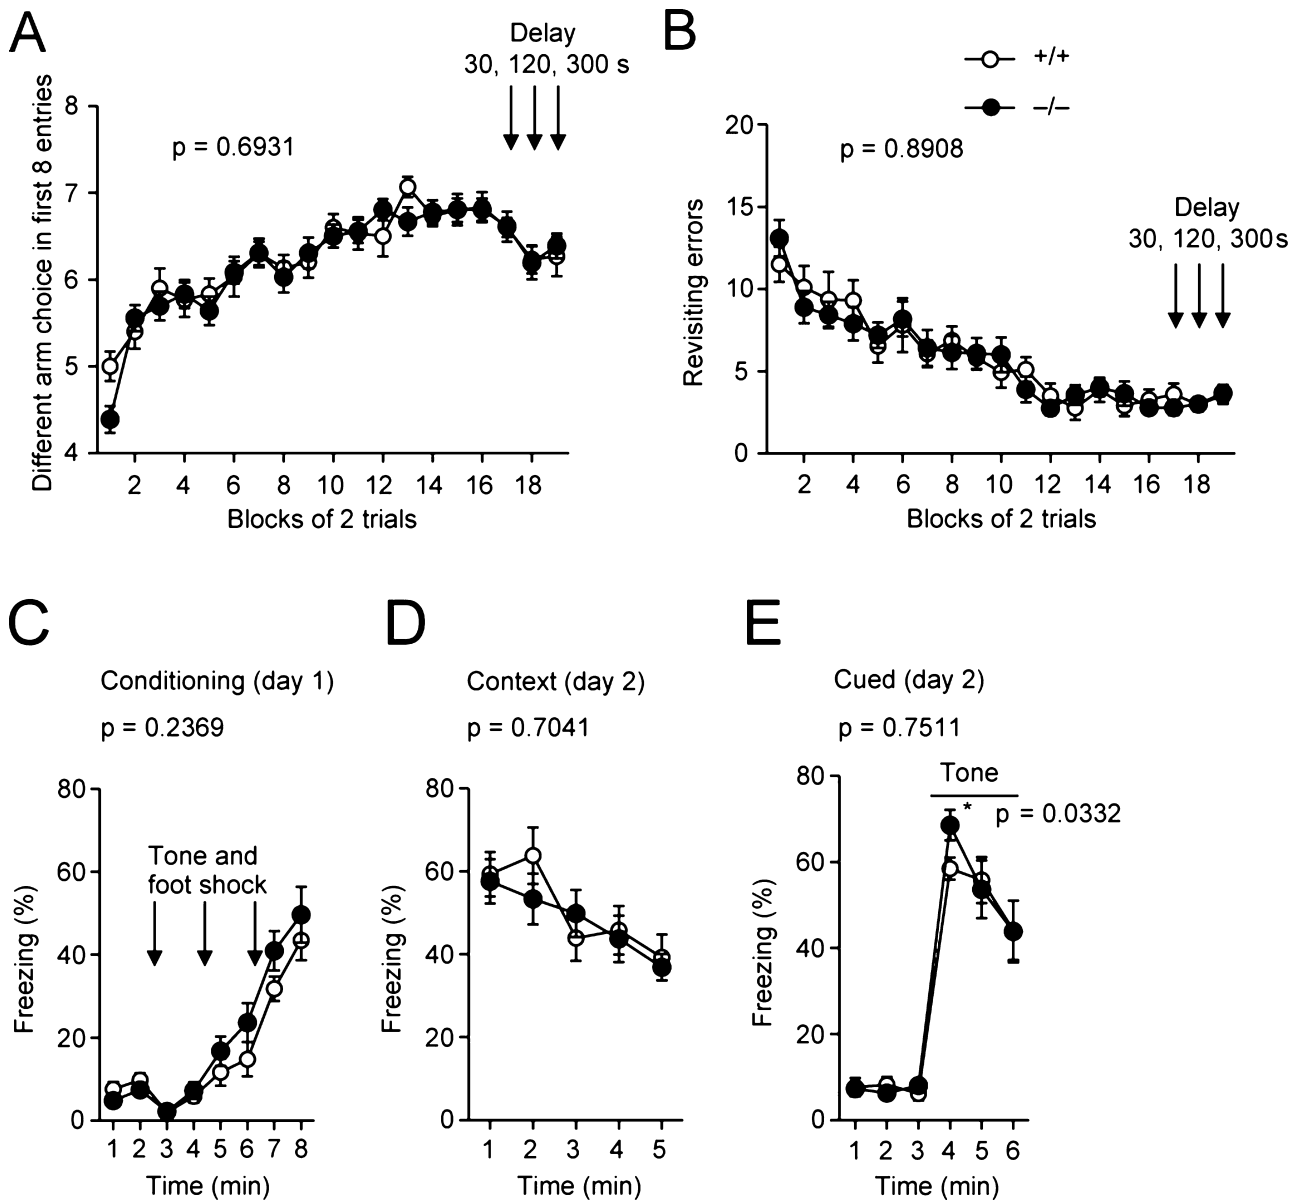 A
Delay
30, 120, 300 s
p = 0.6931
Different arm choice in first 8 entries
8
7
6
5
4
2 4 6 8 10 12 14 16 18
Blocks of 2 trials
B
+/+
–/–
p = 0.8908
Delay
30, 120, 300s
Revisiting errors
20
15
10
5
0
2 4 6 8 10 12 14 16 18
Blocks of 2 trials
C
Conditioning (day 1)
p = 0.2369
Tone and
foot shock
Freezing (%)
80
60
40
20
0
1 2 3 4 5 6 7 8
Time (min)
D
Context (day 2)
p = 0.7041
Freezing (%)
80
60
40
20
0
1 2 3 4 5
Time (min)
E
Cued (day 2)
p = 0.7511
Tone
* p = 0.0332
Freezing (%)
80
60
40
20
0
1 2 3 4 5 6
Time (min)